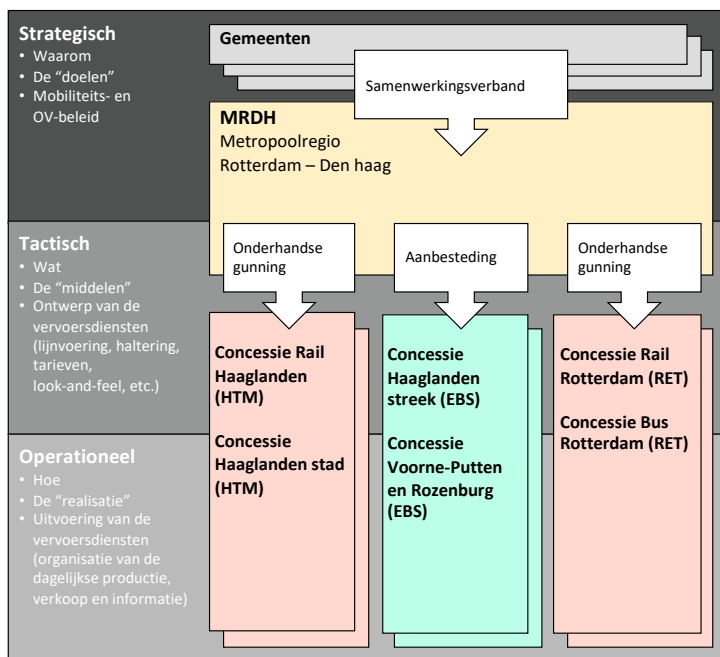 Strategisch
• Waarom
• De “doelen”
• Mobiliteits- en
OV-beleid
Gemeenten
Samenwerkingsverband
MRDH
Metropoolregio
Rotterdam – Den haag
Tactisch
• Wat
• De “middelen”
• Ontwerp van de
vervoersdiensten
(lijnvoering, haltering,
tarieven,
look-and-feel, etc.)
Onderhandse
gunning
Aanbesteding
Onderhandse
gunning
Concessie Rail
Haaglanden
(HTM)
Concessie
Haaglanden stad
(HTM)
Concessie
Haaglanden
streek (EBS)
Concessie
Voorne-Putten
en Rozenburg
(EBS)
Concessie Rail
Rotterdam (RET)
Concessie Bus
Rotterdam (RET)
Operationeel
• Hoe
• De “realisatie”
• Uitvoering van de
vervoersdiensten
(organisatie van de
dagelijkse productie,
verkoop en informatie)